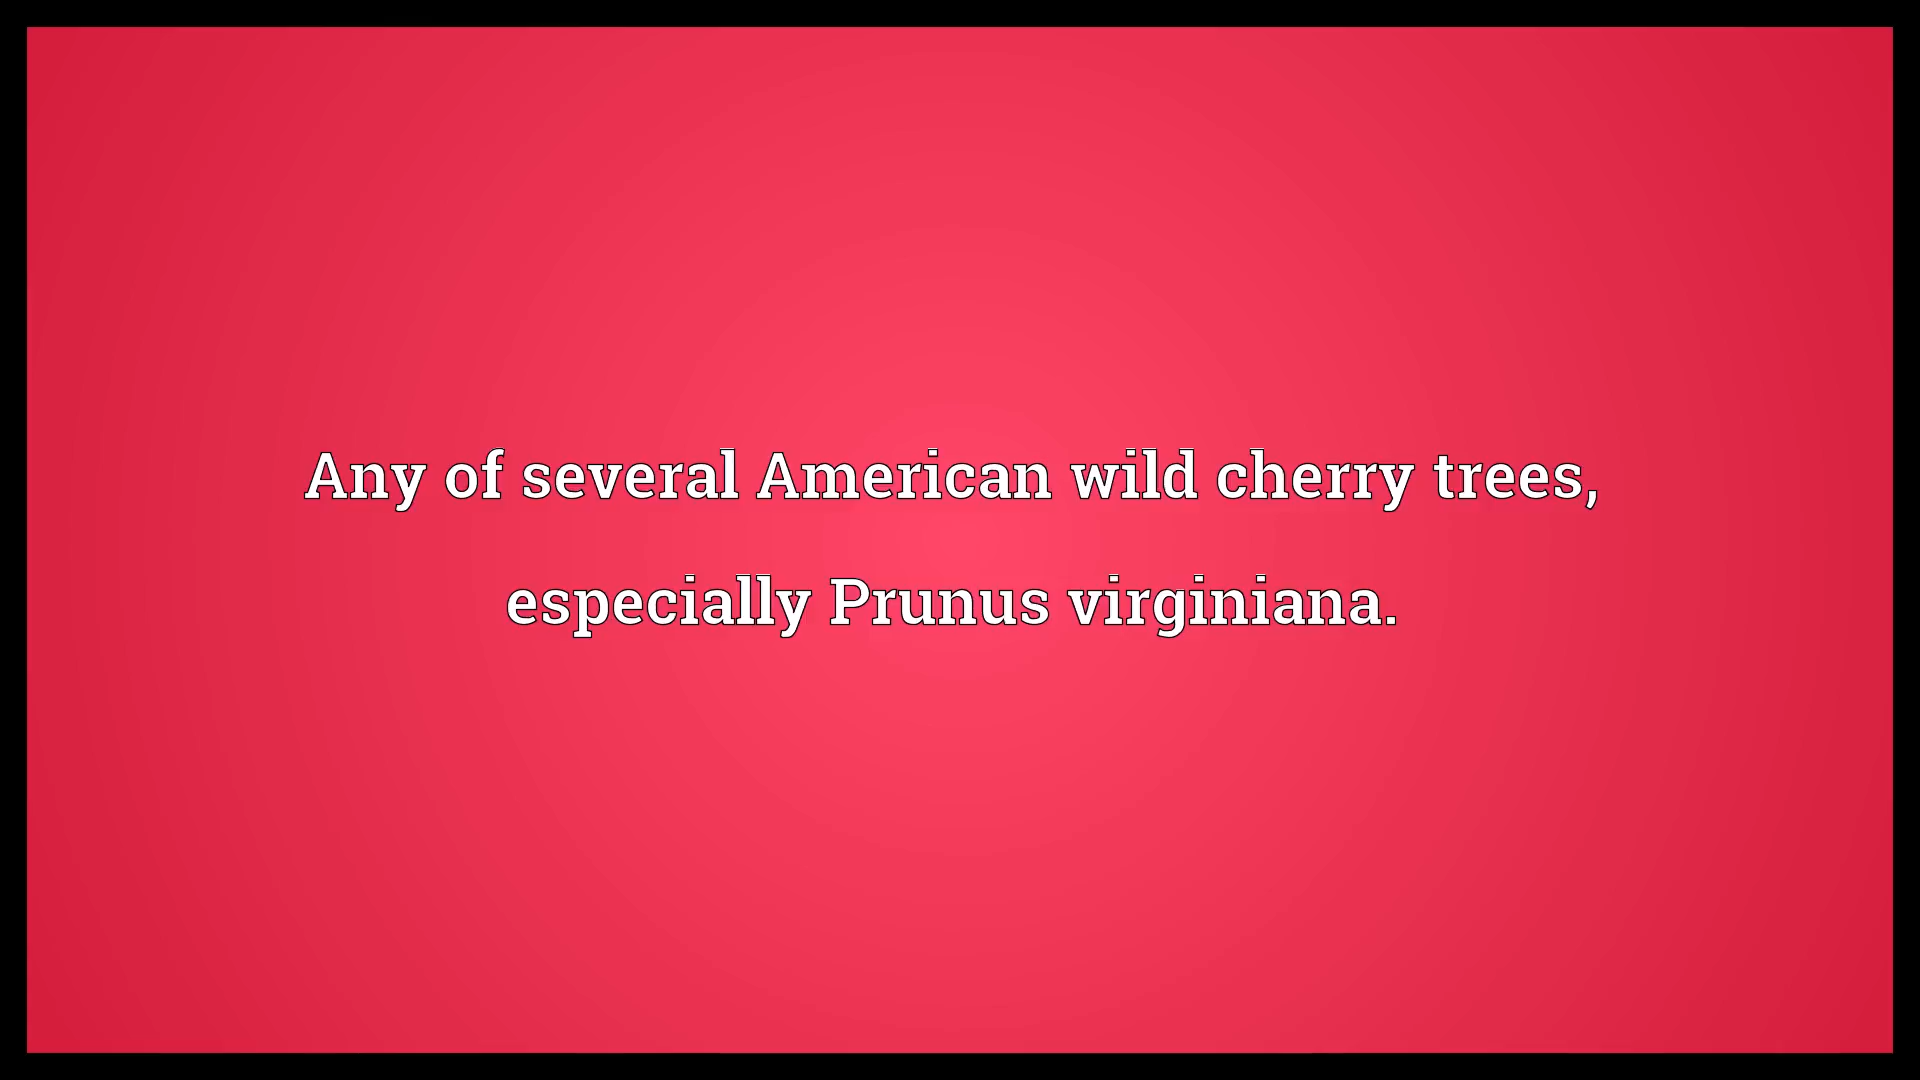 Any of several American wild cherry trees,
especially Prunus virginiana.